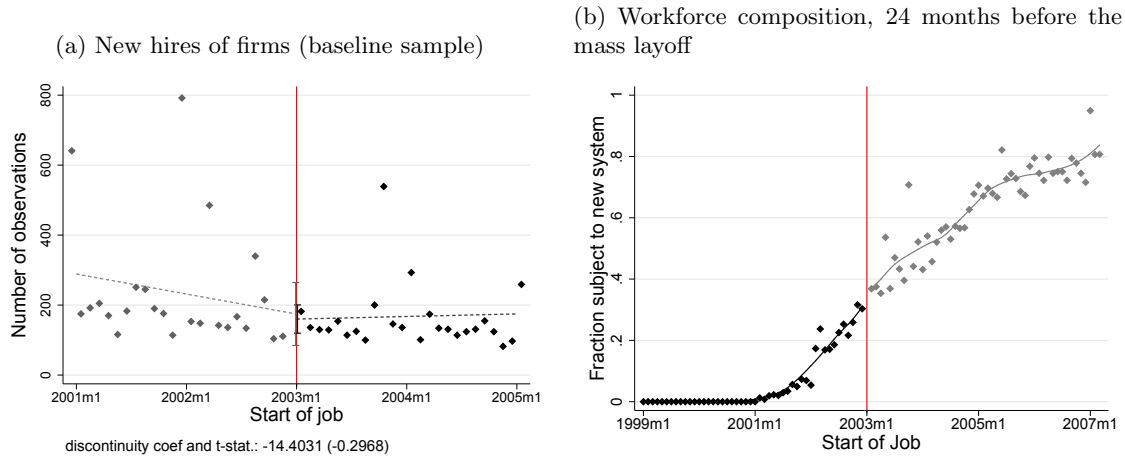 (a) New hires of firms (baseline sample)
800
600
400
200
0
Number of observations
2001m1 2002m1 2003m1 2004m1 2005m1
Start of job
discontinuity coef and t-stat.: -14.4031 (-0.2968)
(b) Workforce composition, 24 months before the
mass layoff
1
.8
.6
.4
.2
0
Fraction subject to new system
1999m1 2001m1 2003m1 2005m1 2007m1
Start of Job